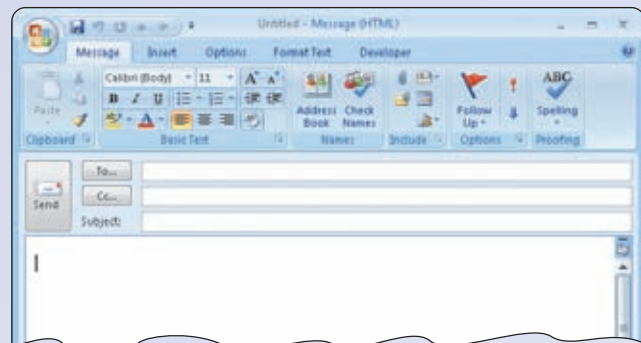 Untitled - Message (HTML)
Message Insert Options Format Text Developer
Calibri (Body) 11 A A
Paste B I U
A
Address Book Check Names Follow Up ABC Spelling
Clipboard Basic Text Names Include Options Proofing
To...
Send Cc...
Subject: